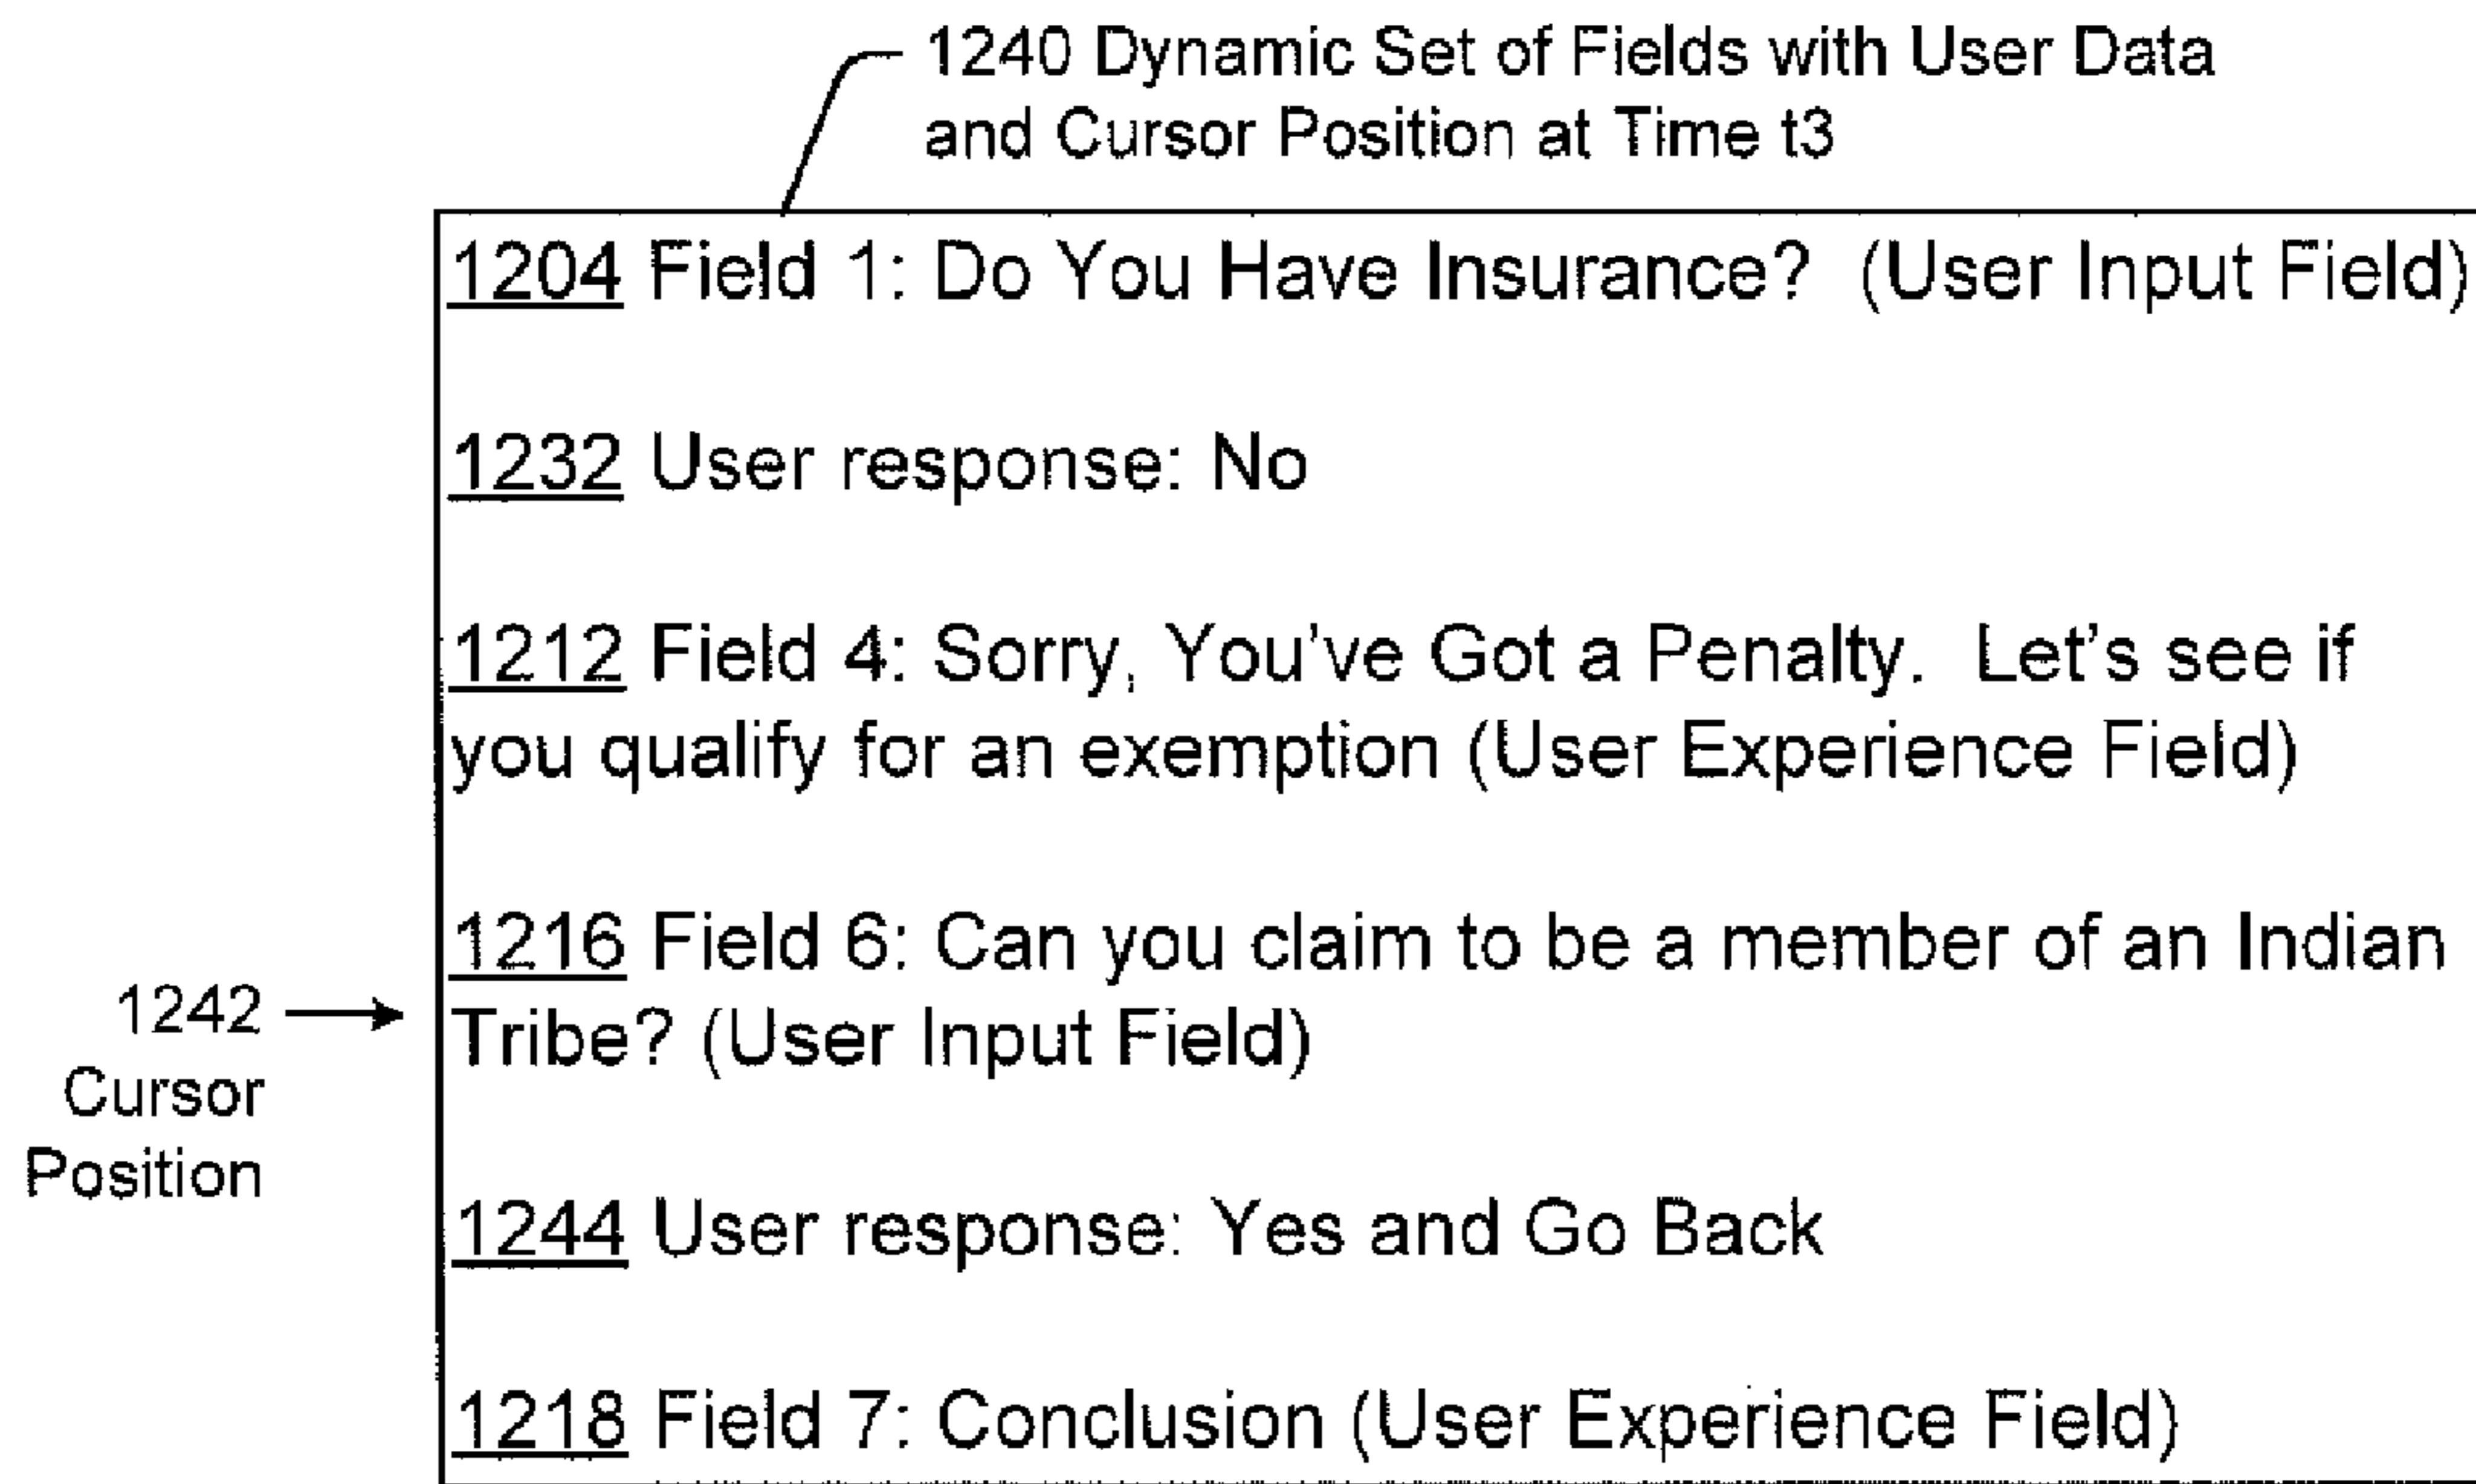 1240 Dynamic Set of Fields with User Data
and Cursor Position at Time t3
1204 Field 1: Do You Have Insurance? (User Input Field)
1232 User response: No
1212 Field 4: Sorry, You've Got a Penalty. Let's see if
you qualify for an exemption (User Experience Field)
1216 Field 6: Can you claim to be a member of an Indian
Tribe? (User Input Field)
1242
Cursor
Position
1244 User response: Yes and Go Back
1218 Field 7: Conclusion (User Experience Field)